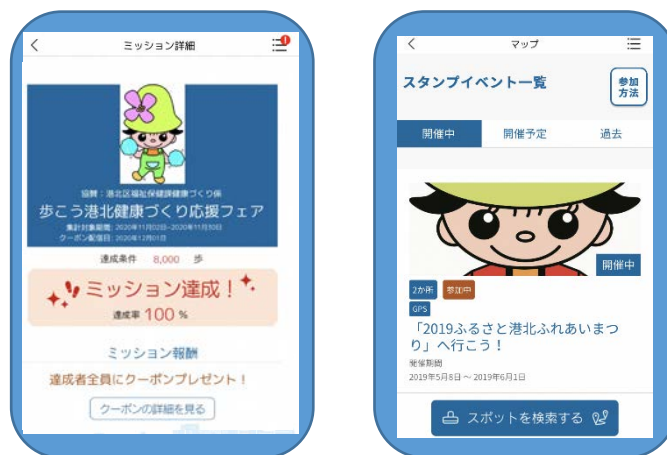 ミッション詳細
協賛：港北区福祉保健課健康づくり係
歩こう港北健康づくり応援フェア
集計対象期間：2020年11月02日~2020年11月30日
クーポン配信日：2020年12月01日
達成条件 8,000 歩
ミッション達成！
達成率 100 %
ミッション報酬
達成者全員にクーポンプレゼント！
クーポンの詳細を見る
マップ
スタンプイベント一覧
参加
方法
開催中
開催予定
過去
開催中
2か所
参加中
GPS
「2019ふるさと港北ふれあいまつ
り」へ行こう！
開催期間
2019年5月8日 ～ 2019年6月1日
スポットを検索する